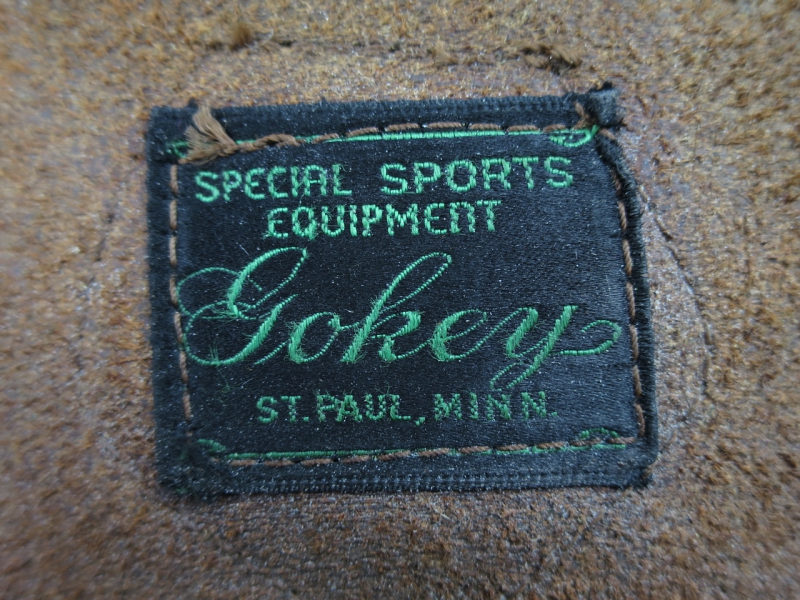 SPECIAL SPORTS
EQUIPMENT
Gokey
ST. PAUL, MINN.